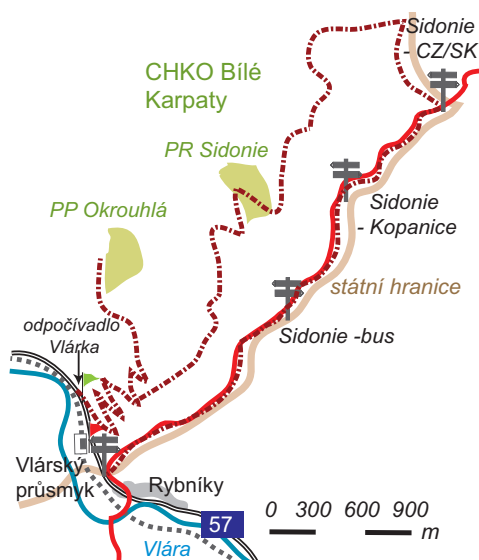 Sidonie
- CZ/SK
CHKO Bílé
Karpaty
PR Sidonie
PP Okrouhlá
Sidonie
- Kopanice
státní hranice
odpočívadlo
Vlárka
Sidonie -bus
Vlárský
průsmyk
Rybníky
57
0 300 600 900
m
Vlára